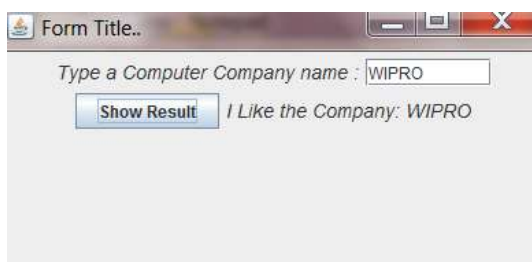 Form Title..
Type a Computer Company name : WIPRO
Show Result I Like the Company: WIPRO